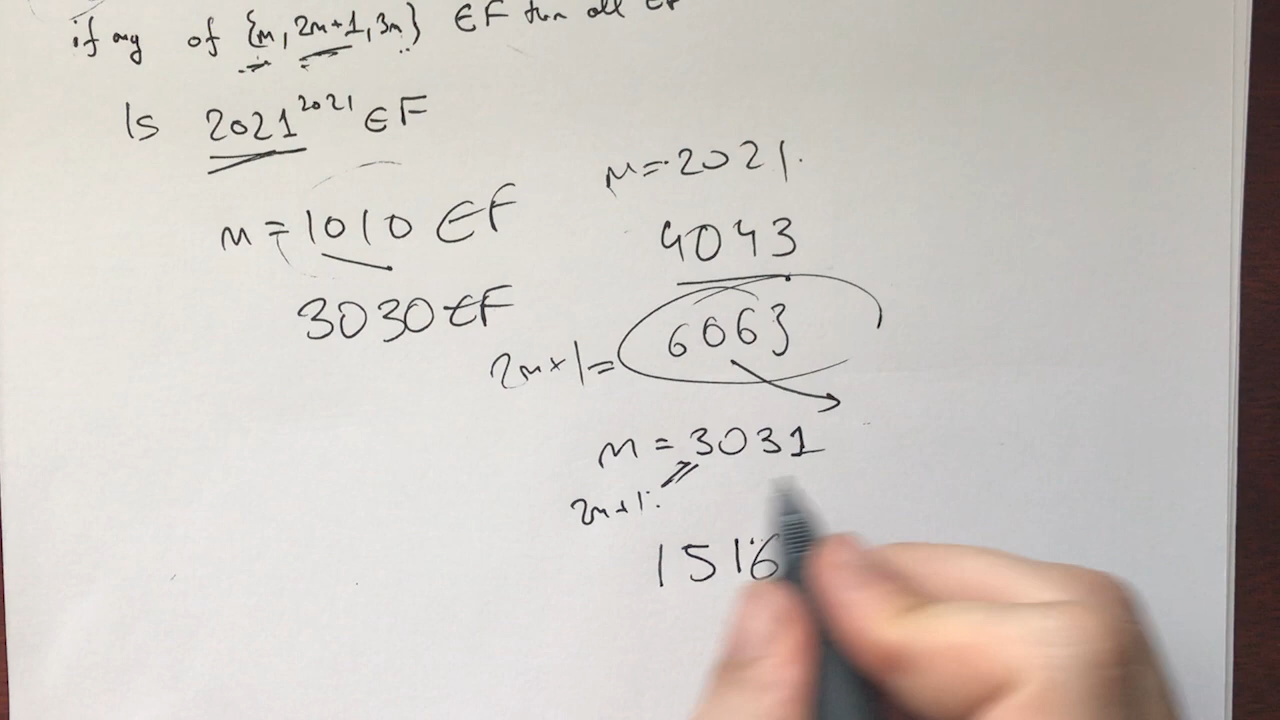 if any of {m, 2m+1, 3m} ∈ F then all ∈ F
Is 2021^2021 ∈ F
m = 1010 ∈ F
3030 ∈ F
m = 2021.
4043
2m+1 = 6063
m = 3031
2m+1:
1516